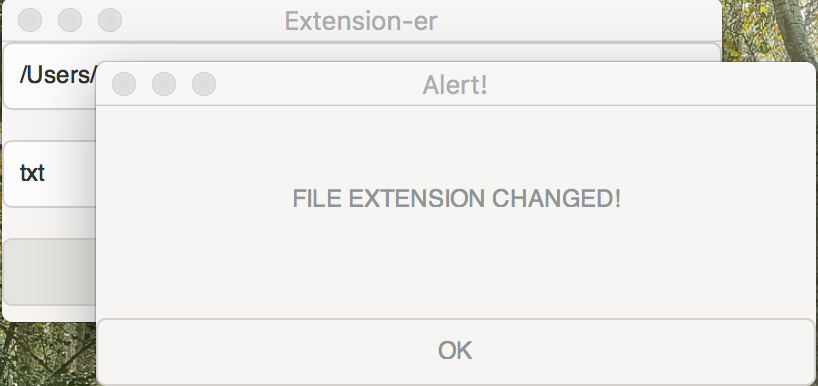 Extension-er
/Users/
Alert!
txt
FILE EXTENSION CHANGED!
OK